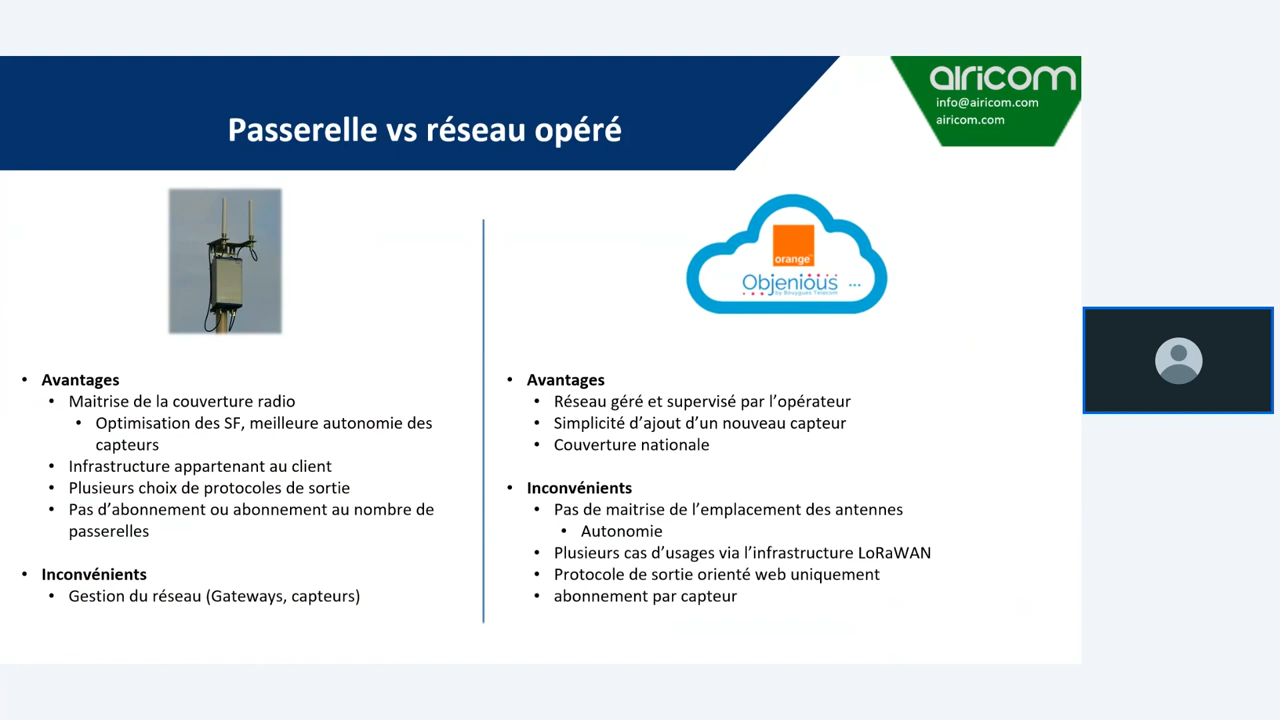 airicom
info@airicom.com
airicom.com
Passerelle vs réseau opéré
orange
Objenious
by Bouygues Telecom
...
• Avantages
• Maitrise de la couverture radio
• Optimisation des SF, meilleure autonomie des
capteurs
• Infrastructure appartenant au client
• Plusieurs choix de protocoles de sortie
• Pas d’abonnement ou abonnement au nombre de
passerelles
• Inconvénients
• Gestion du réseau (Gateways, capteurs)
• Avantages
• Réseau géré et supervisé par l’opérateur
• Simplicité d’ajout d’un nouveau capteur
• Couverture nationale
• Inconvénients
• Pas de maitrise de l’emplacement des antennes
• Autonomie
• Plusieurs cas d’usages via l’infrastructure LoRaWAN
• Protocole de sortie orienté web uniquement
• abonnement par capteur